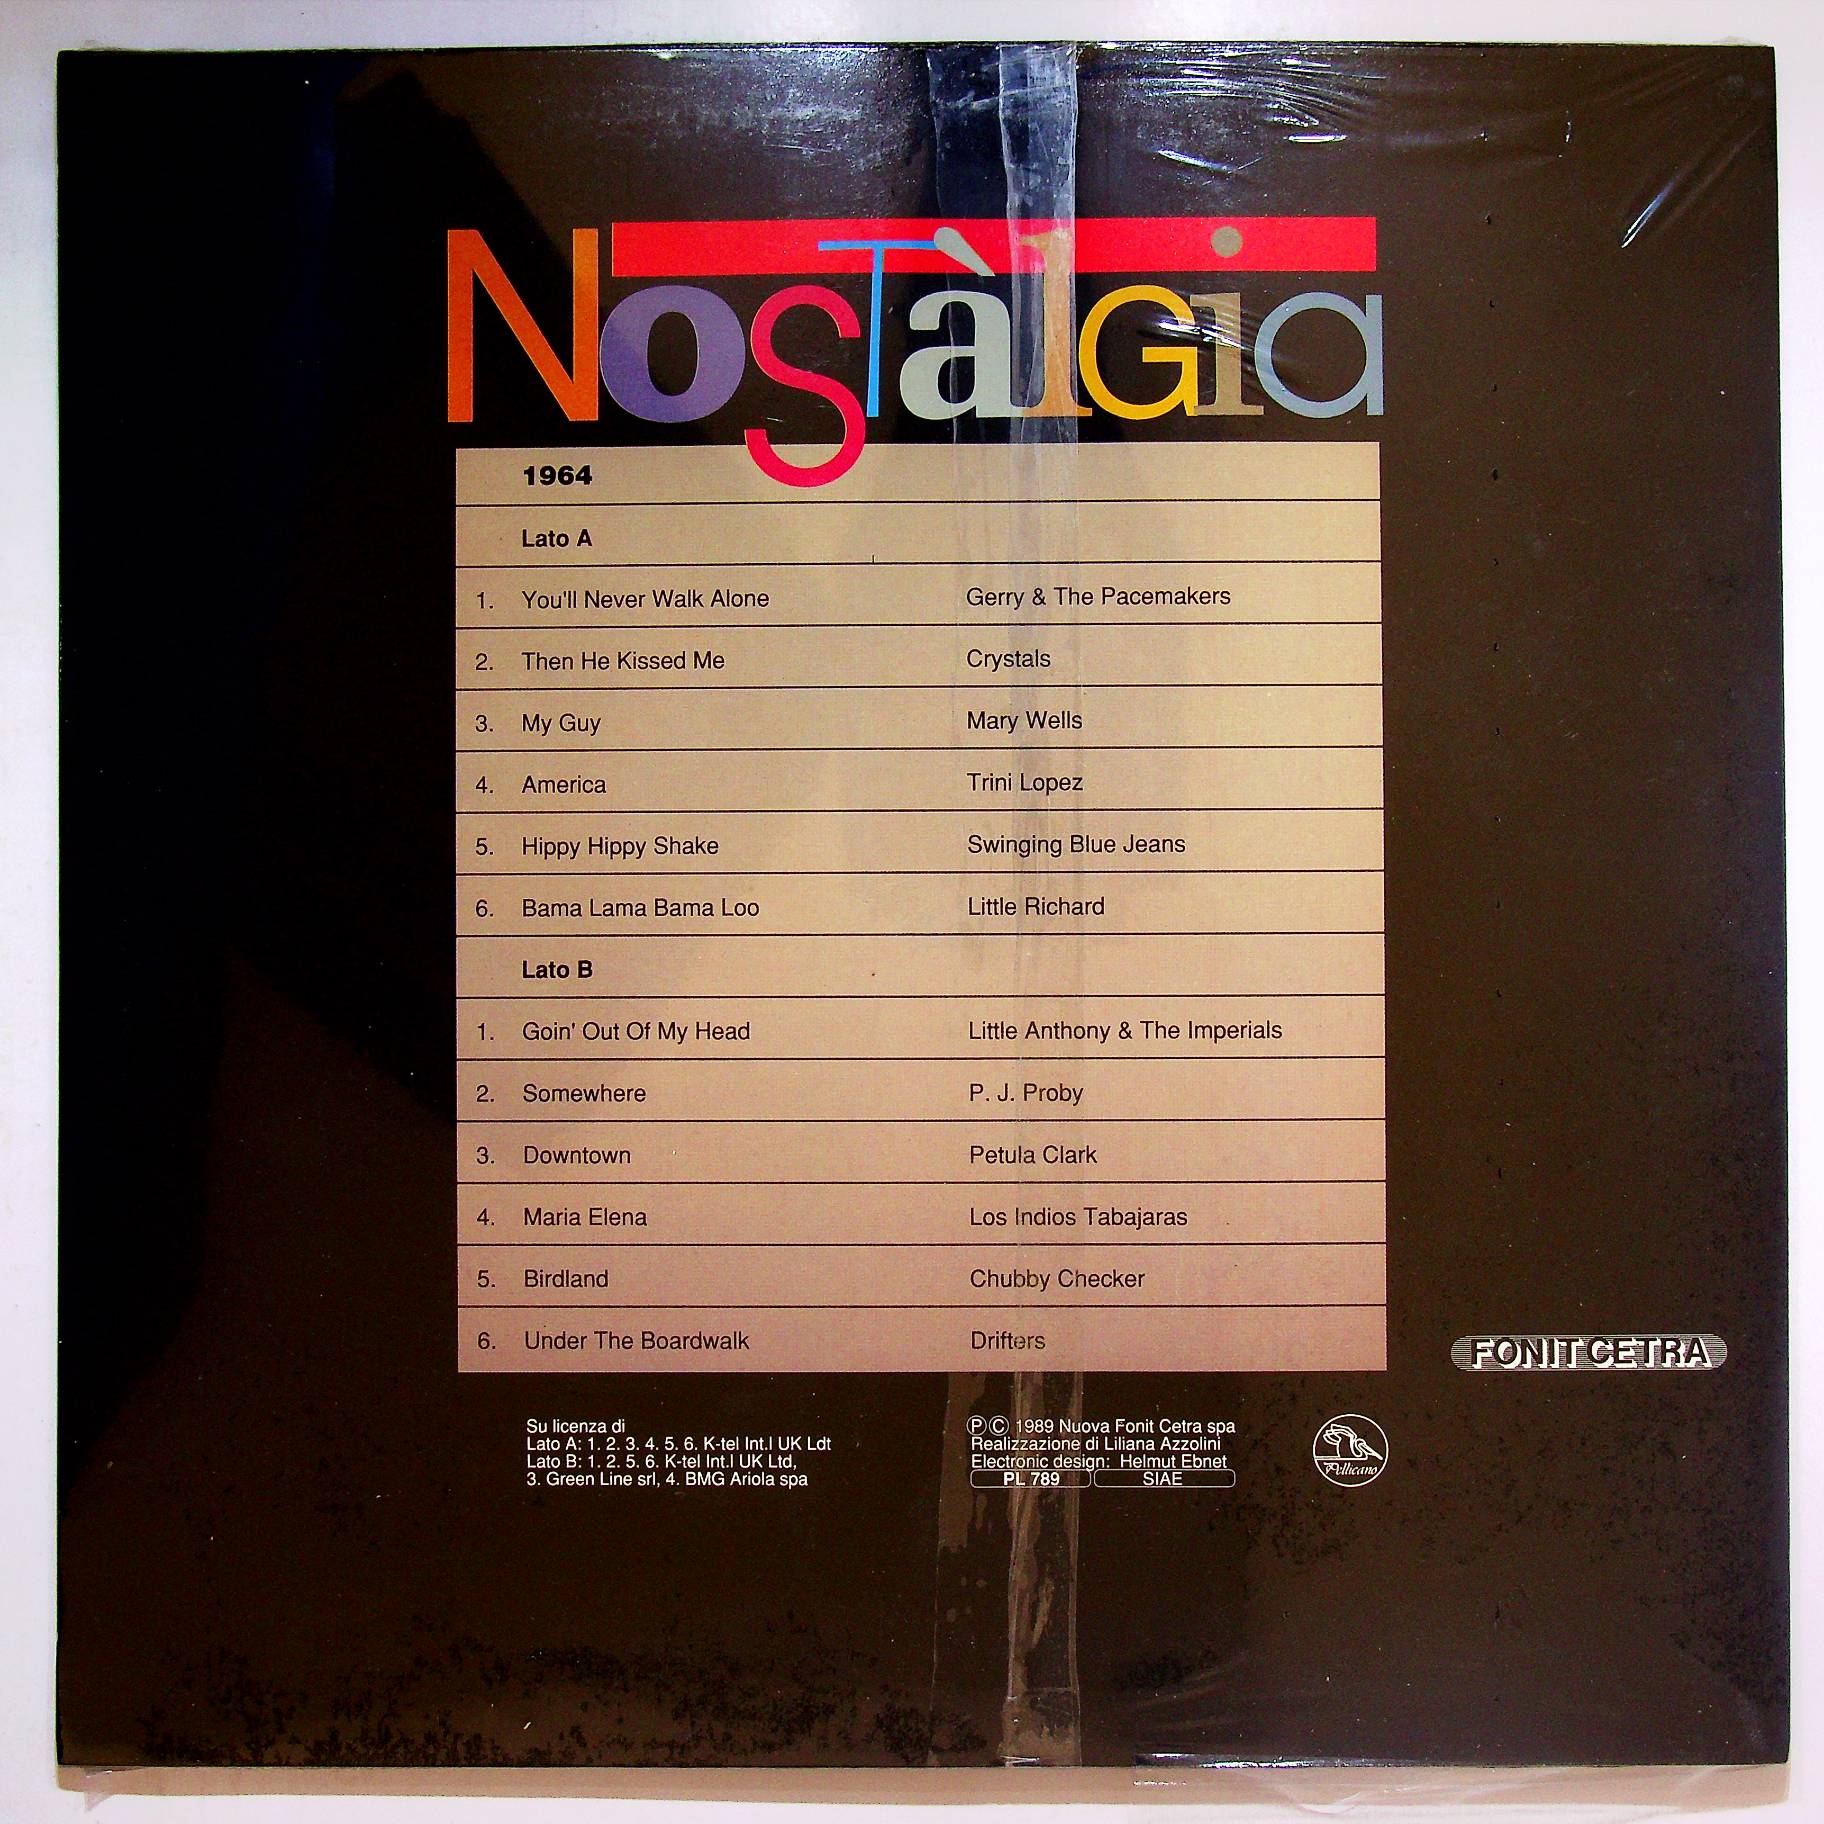 NosTàlGia
1964
Lato A
1. You'll Never Walk Alone Gerry & The Pacemakers
2. Then He Kissed Me Crystals
3. My Guy Mary Wells
4. America Trini Lopez
5. Hippy Hippy Shake Swinging Blue Jeans
6. Bama Lama Bama Loo Little Richard
Lato B
1. Goin' Out Of My Head Little Anthony & The Imperials
2. Somewhere P. J. Proby
3. Downtown Petula Clark
4. Maria Elena Los Indios Tabajaras
5. Birdland Chubby Checker
6. Under The Boardwalk Drifters
FONIT CETRA
Su licenza di
Lato A: 1. 2. 3. 4. 5. 6. K-tel Int.l UK Ldt
Lato B: 1. 2. 5. 6. K-tel Int.l UK Ltd,
3. Green Line srl, 4. BMG Ariola spa
Ⓟ© 1989 Nuova Fonit Cetra spa
Realizzazione di Liliana Azzolini
Electronic design: Helmut Ebnet
PL 789 SIAE
Pellicano